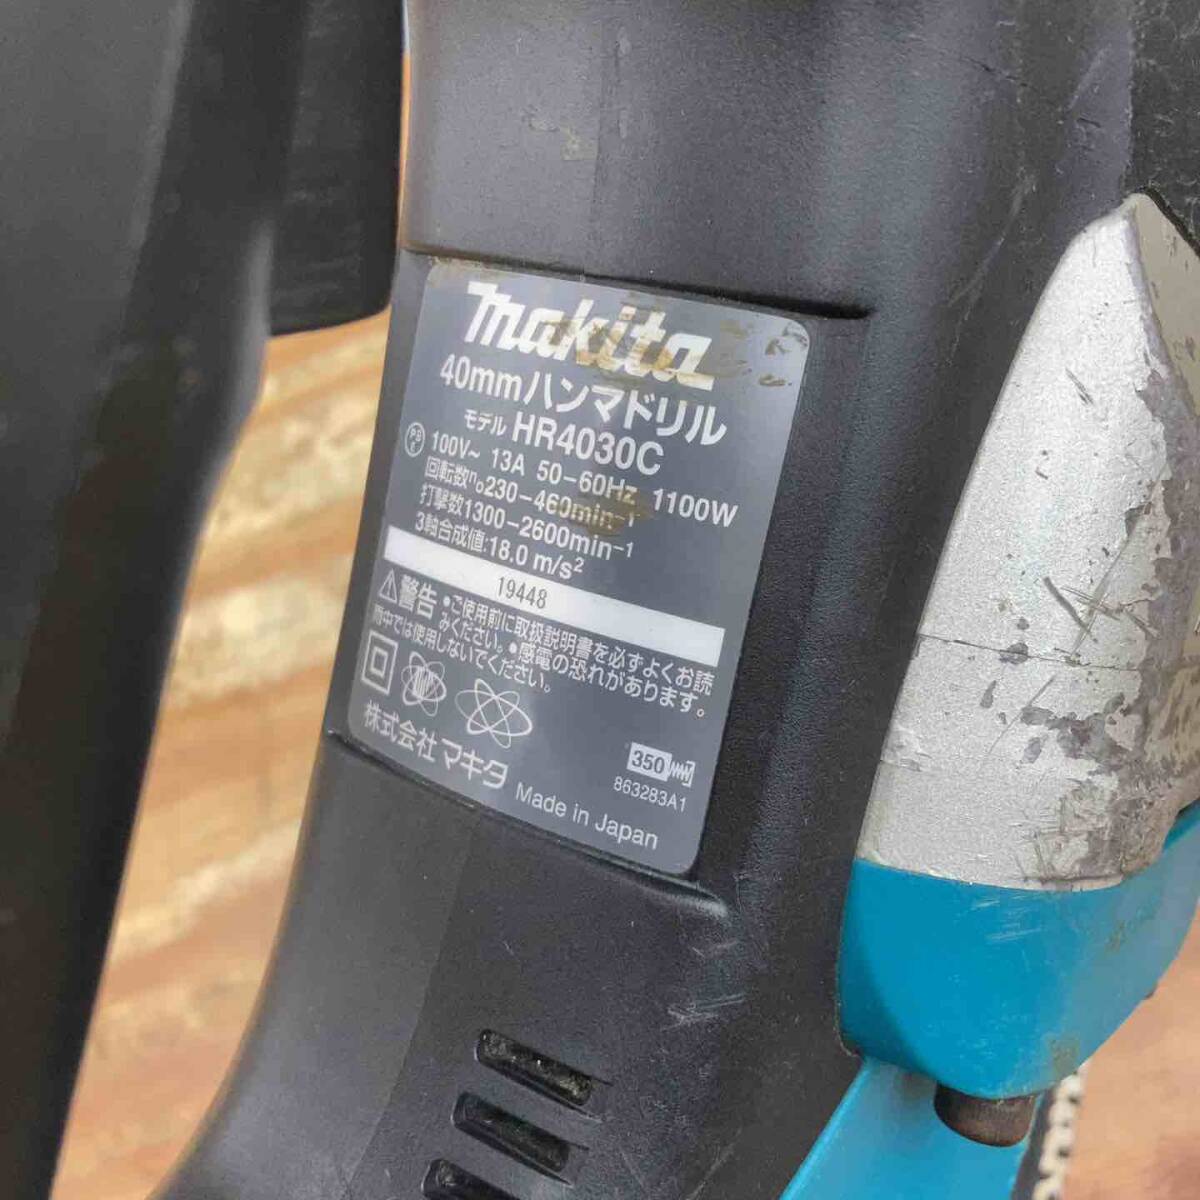 makita
40mmハンマドリル
モデル HR4030C
PS E 100V~ 13A 50-60Hz 1100W
回転数n₀230-460min-1
打撃数1300-2600min-1
3軸合成値:18.0 m/s²
19448
⚠警告 ●ご使用前に取扱説明書を必ずよくお読
みください。●感電の恐れがあります。
雨中では使用しないでください。
株式会社 マキタ
350
863283A1
Made in Japan